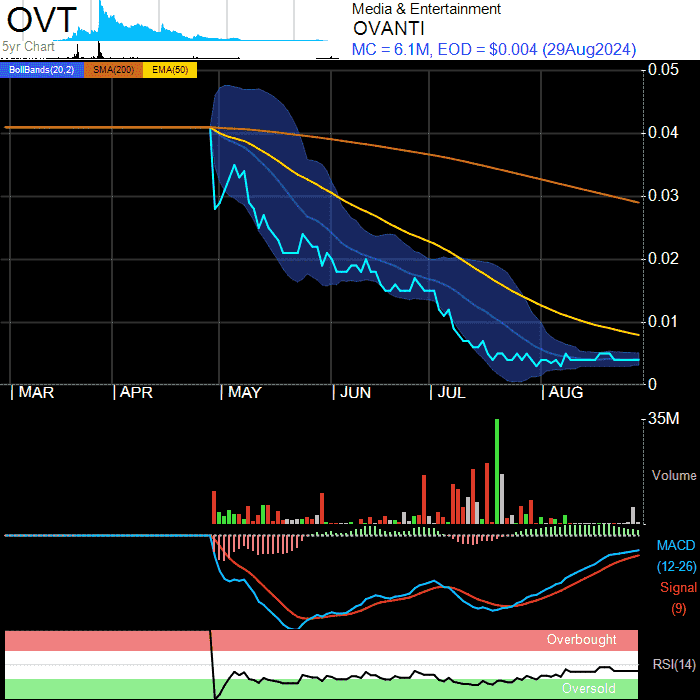 OVT
5yr Chart
Media & Entertainment
OVANTI
MC = 6.1M, EOD = $0.004 (29Aug2024)
BollBands(20,2) SMA(200) EMA(50)
0.05
0.04
0.03
0.02
0.01
0
MAR APR MAY JUN JUL AUG
35M
Volume
MACD
(12-26)
Signal
(9)
Overbought
RSI(14)
Oversold